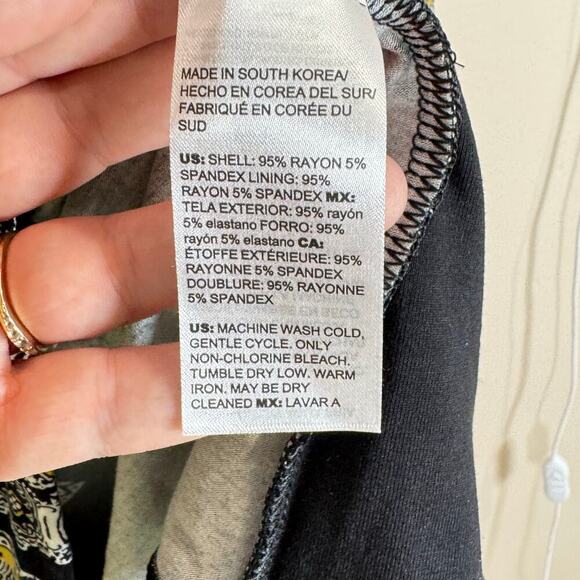 MADE IN SOUTH KOREA/
HECHO EN COREA DEL SUR/
FABRIQUÉ EN CORÉE DU
SUD
US: SHELL: 95% RAYON 5%
SPANDEX LINING: 95%
RAYON 5% SPANDEX MX:
TELA EXTERIOR: 95% rayón
5% elastano FORRO: 95%
rayón 5% elastano CA:
ÉTOFFE EXTÉRIEURE: 95%
RAYONNE 5% SPANDEX
DOUBLURE: 95% RAYONNE
5% SPANDEX
US: MACHINE WASH COLD,
GENTLE CYCLE. ONLY
NON-CHLORINE BLEACH.
TUMBLE DRY LOW. WARM
IRON. MAY BE DRY
CLEANED MX: LAVAR A